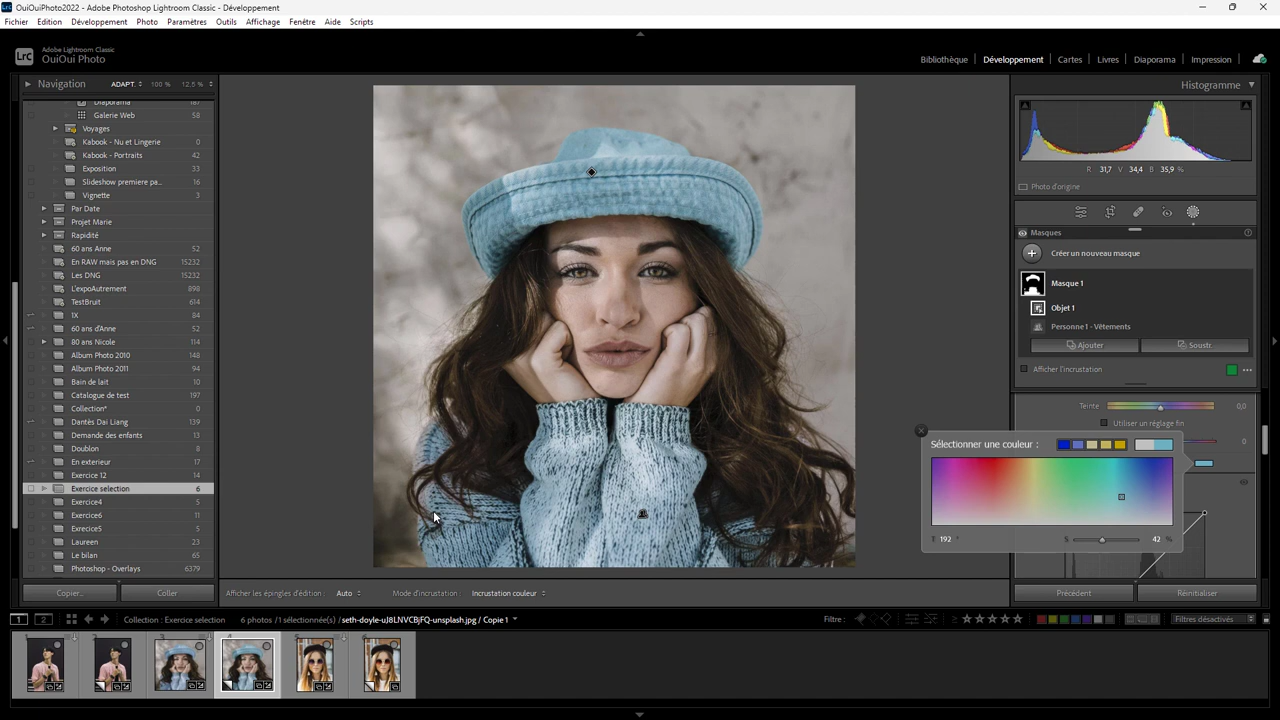 OuiOuiPhoto2022 - Adobe Photoshop Lightroom Classic - Développement
Fichier Edition Développement Photo Paramètres Outils Affichage Fenêtre Aide Scripts
Lrc
Adobe Lightroom Classic
OuiOui Photo
Bibliothèque Développement Cartes Livres Diaporama Impression
Navigation ADAPT. 100 % 12,5 %
Diaporama 187
Galerie Web 58
Voyages
Kabook - Nu et Lingerie 0
Kabook - Portraits 42
Exposition 33
Slideshow premiere pa... 16
Vignette 3
Par Date
Projet Marie
Rapidité
60 ans Anne 52
En RAW mais pas en DNG 15232
Les DNG 15232
L'expoAutrement 898
TestBruit 614
1X 84
60 ans d'Anne 52
80 ans Nicole 114
Album Photo 2010 148
Album Photo 2011 94
Bain de lait 10
Catalogue de test 197
Collection* 0
Dantès Dai Liang 139
Demande des enfants 13
Doublon 8
En exterieur 17
Exercice 12 14
Exercice selection 6
Exercice4 5
Exercice6 11
Exrecice5 5
Laureen 23
Le bilan 65
Photoshop - Overlays 6379
Copier... Coller
Histogramme
R 31,7 V 34,4 B 35,9 %
Photo d'origine
Masques
Créer un nouveau masque
Masque 1
Objet 1
Personne 1 - Vêtements
Ajouter Soustr.
Afficher l'incrustation
Teinte 0,0
Utiliser un réglage fin
0
Sélectionner une couleur :
192 ° S 42 %
Précédent Réinitialiser
Afficher les épingles d'édition : Auto Mode d'incrustation : Incrustation couleur
1 2 Collection : Exercice selection 6 photos /1 sélectionnée(s) /seth-doyle-uJ8LNVCBjFQ-unsplash.jpg / Copie 1 Filtre : Filtres désactivés